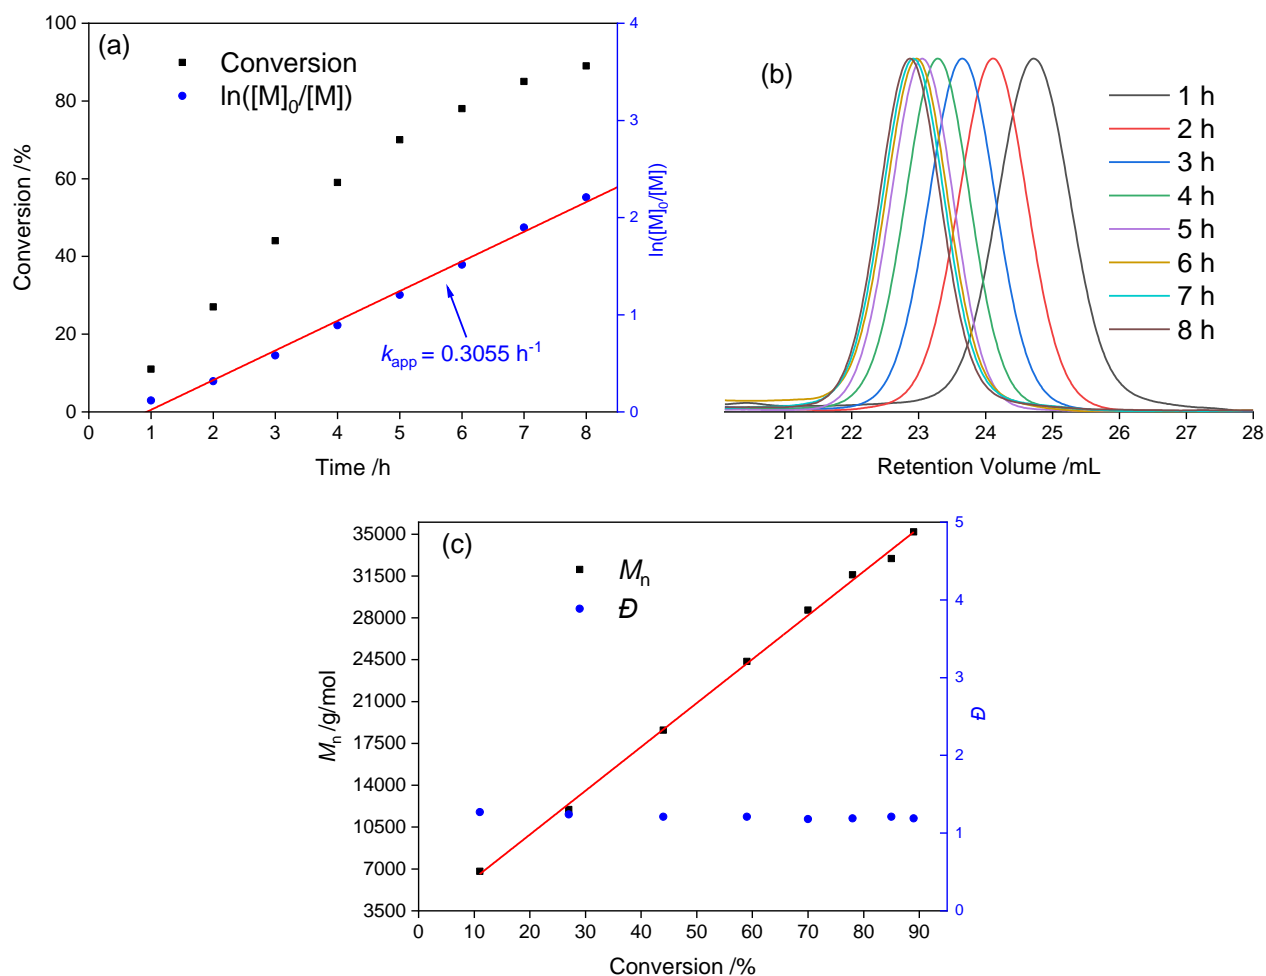 (a)
Conversion
ln([M]₀/[M])
k_app = 0.3055 h⁻¹
100
80
60
40
20
0
Conversion /%
0 1 2 3 4 5 6 7 8
Time /h
4
3
2
1
0
ln([M]₀/[M])
(b)
1 h
2 h
3 h
4 h
5 h
6 h
7 h
8 h
21 22 23 24 25 26 27 28
Retention Volume /mL
(c)
Mₙ
Đ
35000
31500
28000
24500
21000
17500
14000
10500
7000
3500
Mₙ /g/mol
0 10 20 30 40 50 60 70 80 90
Conversion /%
5
4
3
2
1
0
Đ